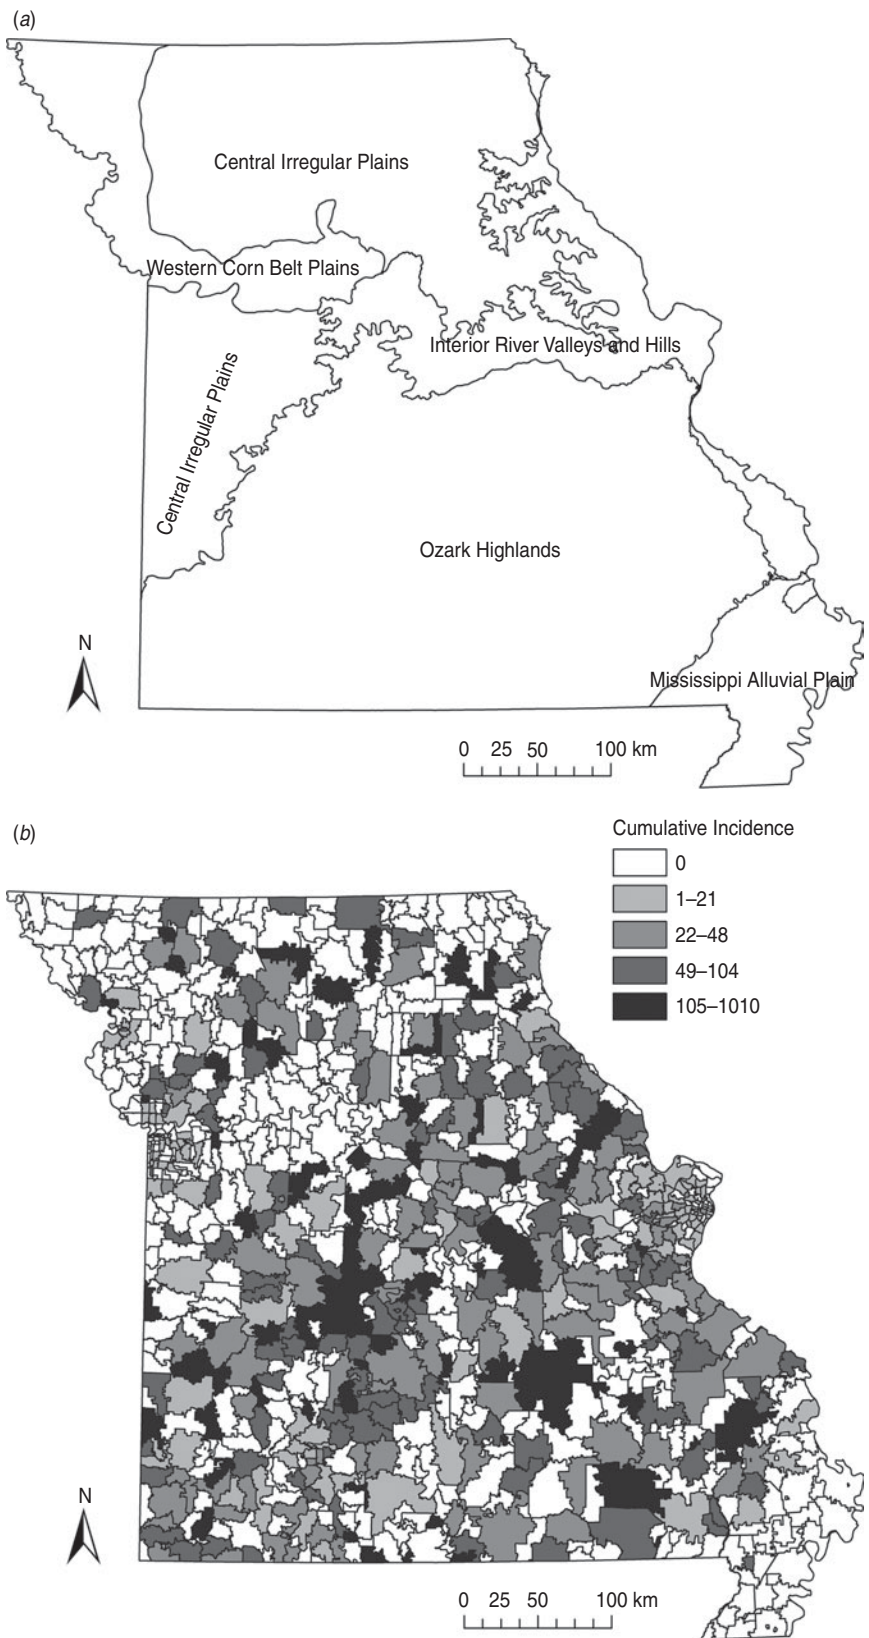 (a)
Central Irregular Plains
Western Corn Belt Plains
Interior River Valleys and Hills
Central Irregular Plains
Ozark Highlands
N
Mississippi Alluvial Plain
0 25 50 100 km
(b)
Cumulative Incidence
0
1–21
22–48
49–104
105–1010
N
0 25 50 100 km